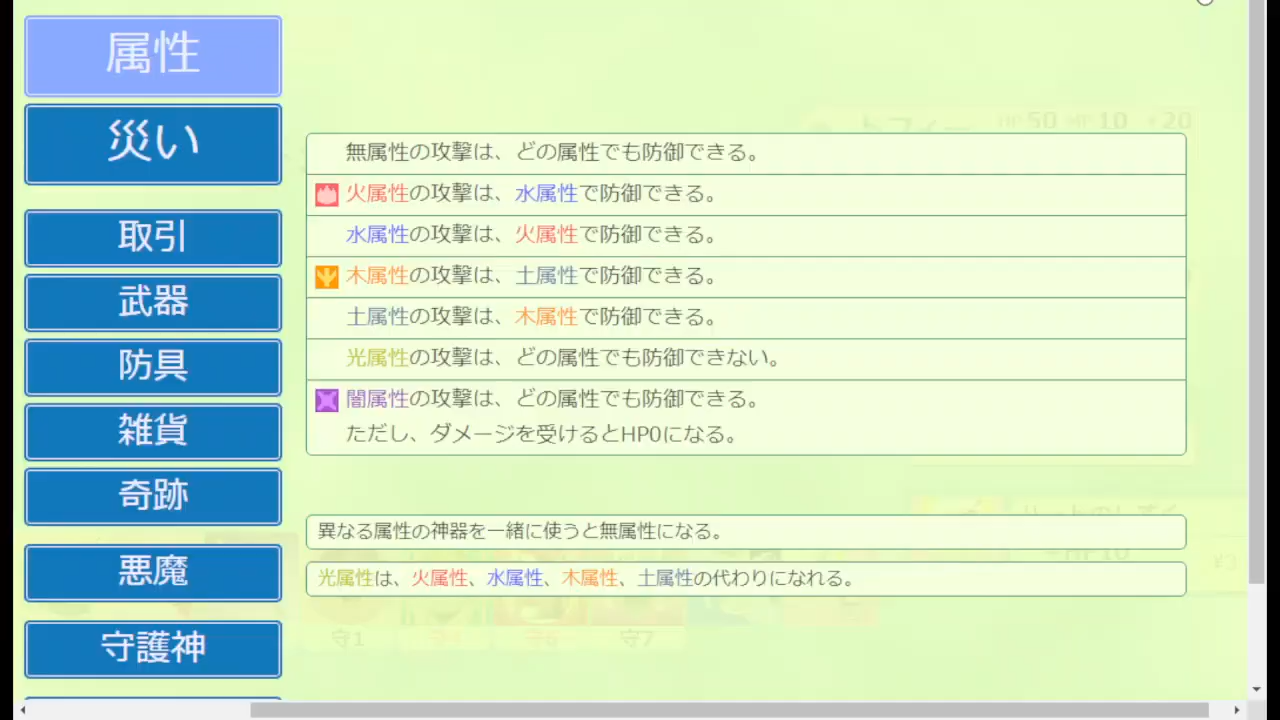 属性
災い
取引
武器
防具
雑貨
奇跡
悪魔
守護神
無属性の攻撃は、どの属性でも防御できる。
火属性の攻撃は、水属性で防御できる。
水属性の攻撃は、火属性で防御できる。
木属性の攻撃は、土属性で防御できる。
土属性の攻撃は、木属性で防御できる。
光属性の攻撃は、どの属性でも防御できない。
闇属性の攻撃は、どの属性でも防御できる。
ただし、ダメージを受けるとHP0になる。
異なる属性の神器を一緒に使うと無属性になる。
光属性は、火属性、水属性、木属性、土属性の代わりになれる。
HP50 MP10 ¥20
HP10
¥3
守1
守7